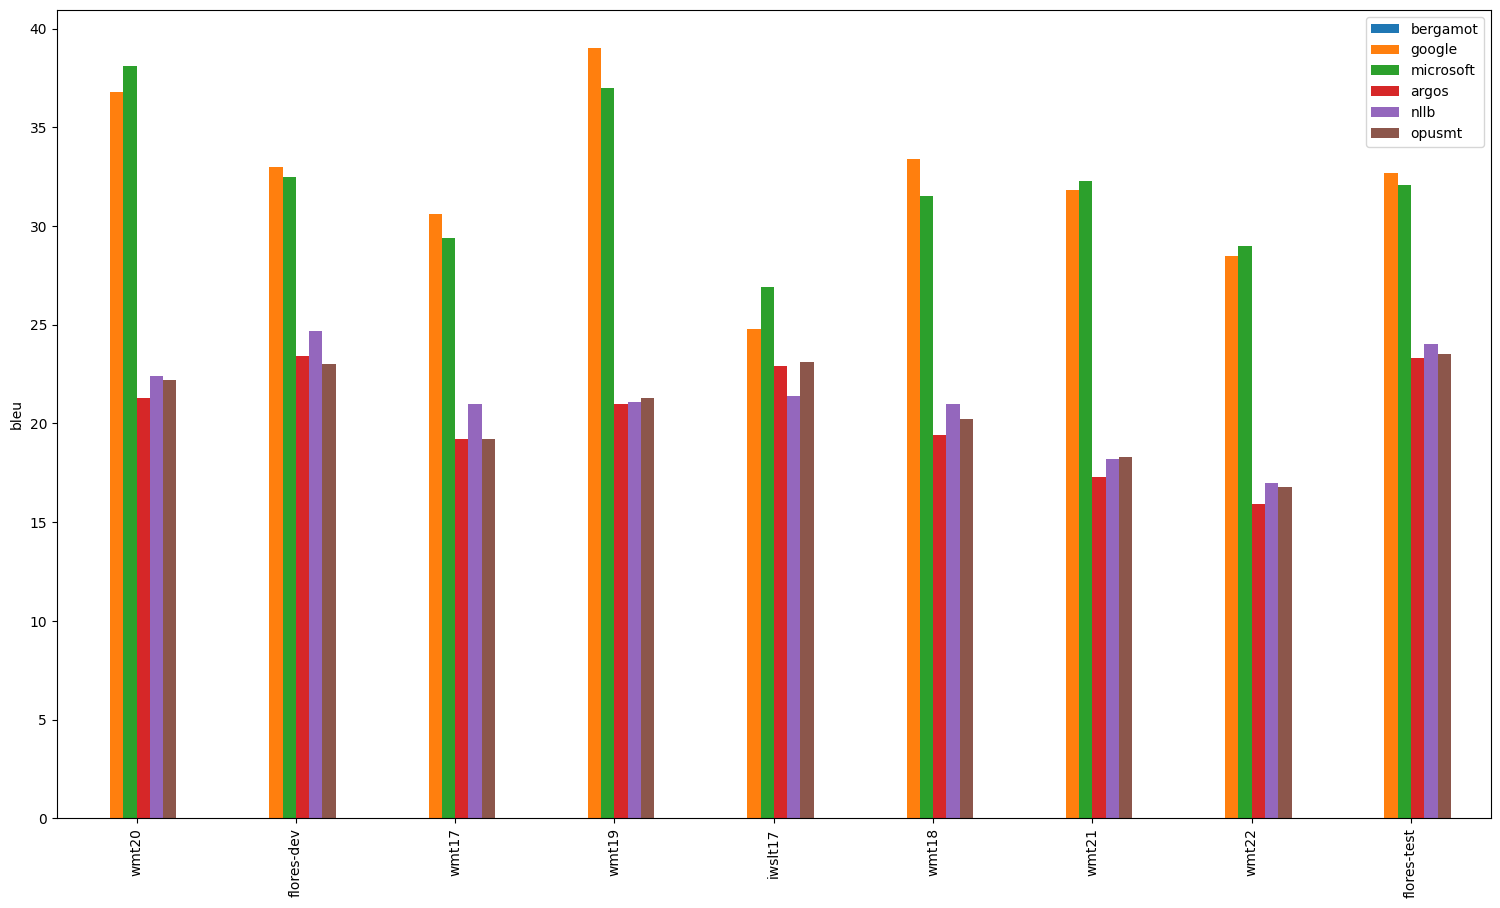 40
35
30
25
20
15
10
5
0
bleu
wmt20
flores-dev
wmt17
wmt19
iwslt17
wmt18
wmt21
wmt22
flores-test
bergamot
google
microsoft
argos
nllb
opusmt